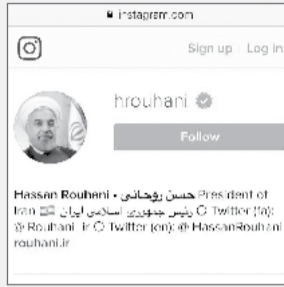 instagram.com
Sign up Log in
hrouhani
Follow
Hassan Rouhani • حسن روحانی President of
Iran رئیس جمهوری اسلامی ایران Twitter (fa):
@Rouhani_ir Twitter (en): @HassanRouhani
rouhani.ir